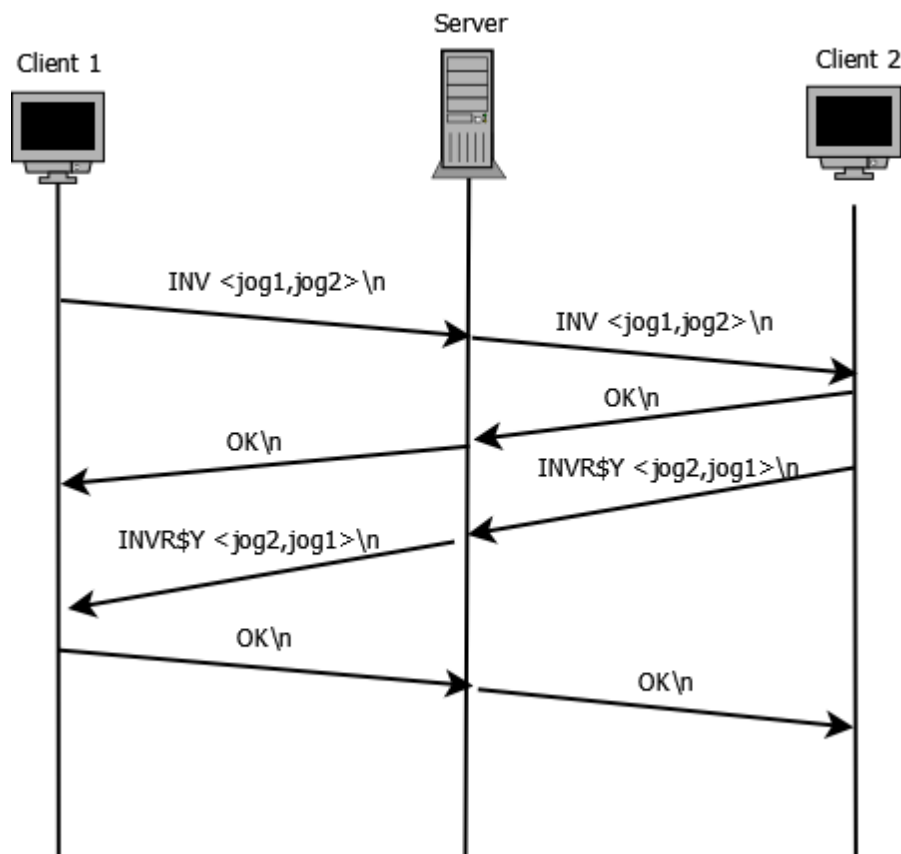 Server
Client 1
Client 2
INV <jog1,jog2>\n
INV <jog1,jog2>\n
OK\n
OK\n
INVR$Y <jog2,jog1>\n
INVR$Y <jog2,jog1>\n
OK\n
OK\n